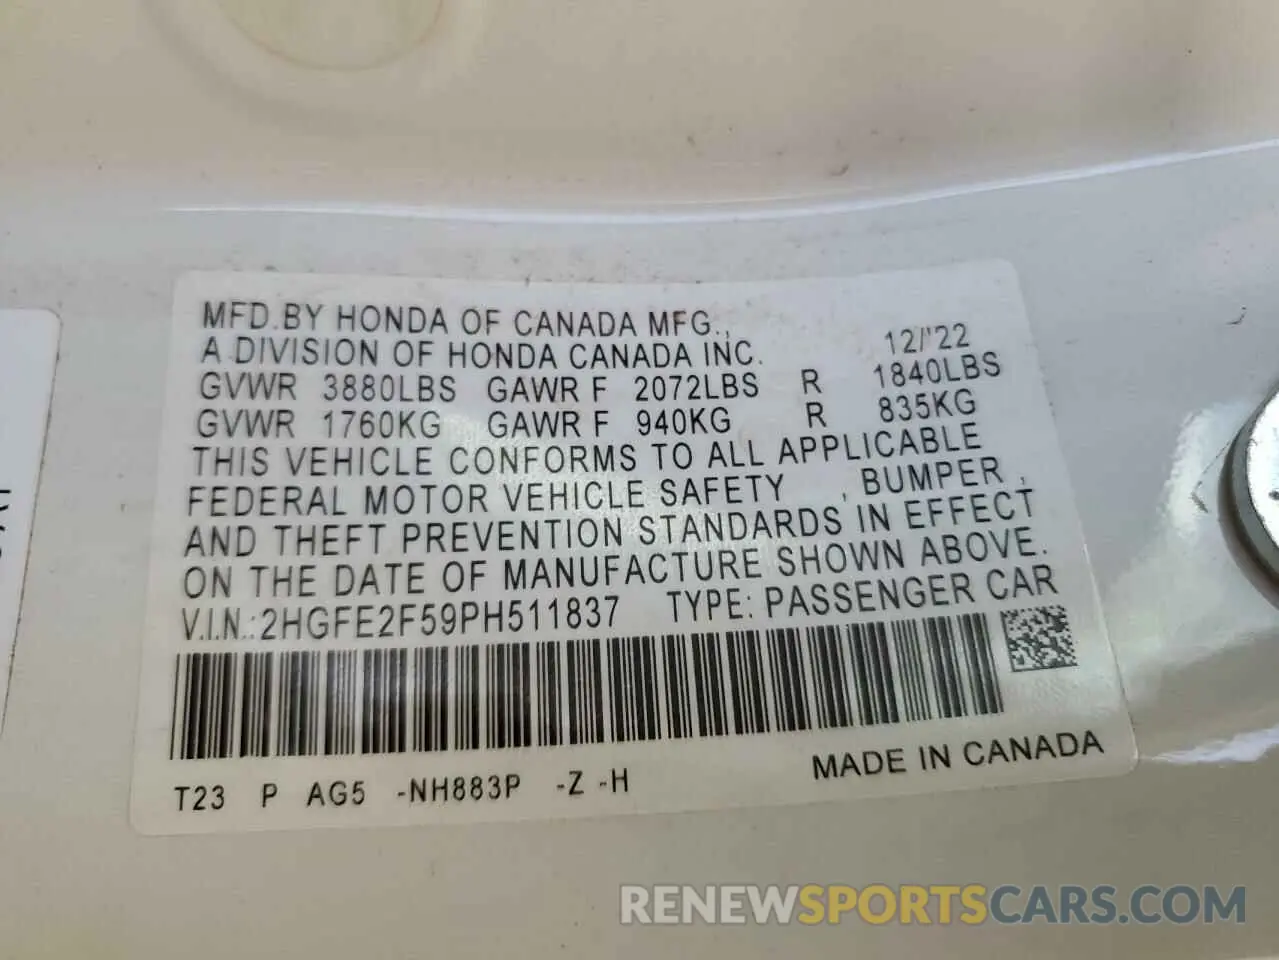 MFD.BY HONDA OF CANADA MFG.,
A DIVISION OF HONDA CANADA INC. 12/'22
GVWR 3880LBS GAWR F 2072LBS R 1840LBS
GVWR 1760KG GAWR F 940KG R 835KG
THIS VEHICLE CONFORMS TO ALL APPLICABLE
FEDERAL MOTOR VEHICLE SAFETY , BUMPER ,
AND THEFT PREVENTION STANDARDS IN EFFECT
ON THE DATE OF MANUFACTURE SHOWN ABOVE.
V.I.N.:2HGFE2F59PH511837 TYPE: PASSENGER CAR
T23 P AG5 -NH883P -Z -H MADE IN CANADA
RENEWSPORTSCARS.COM